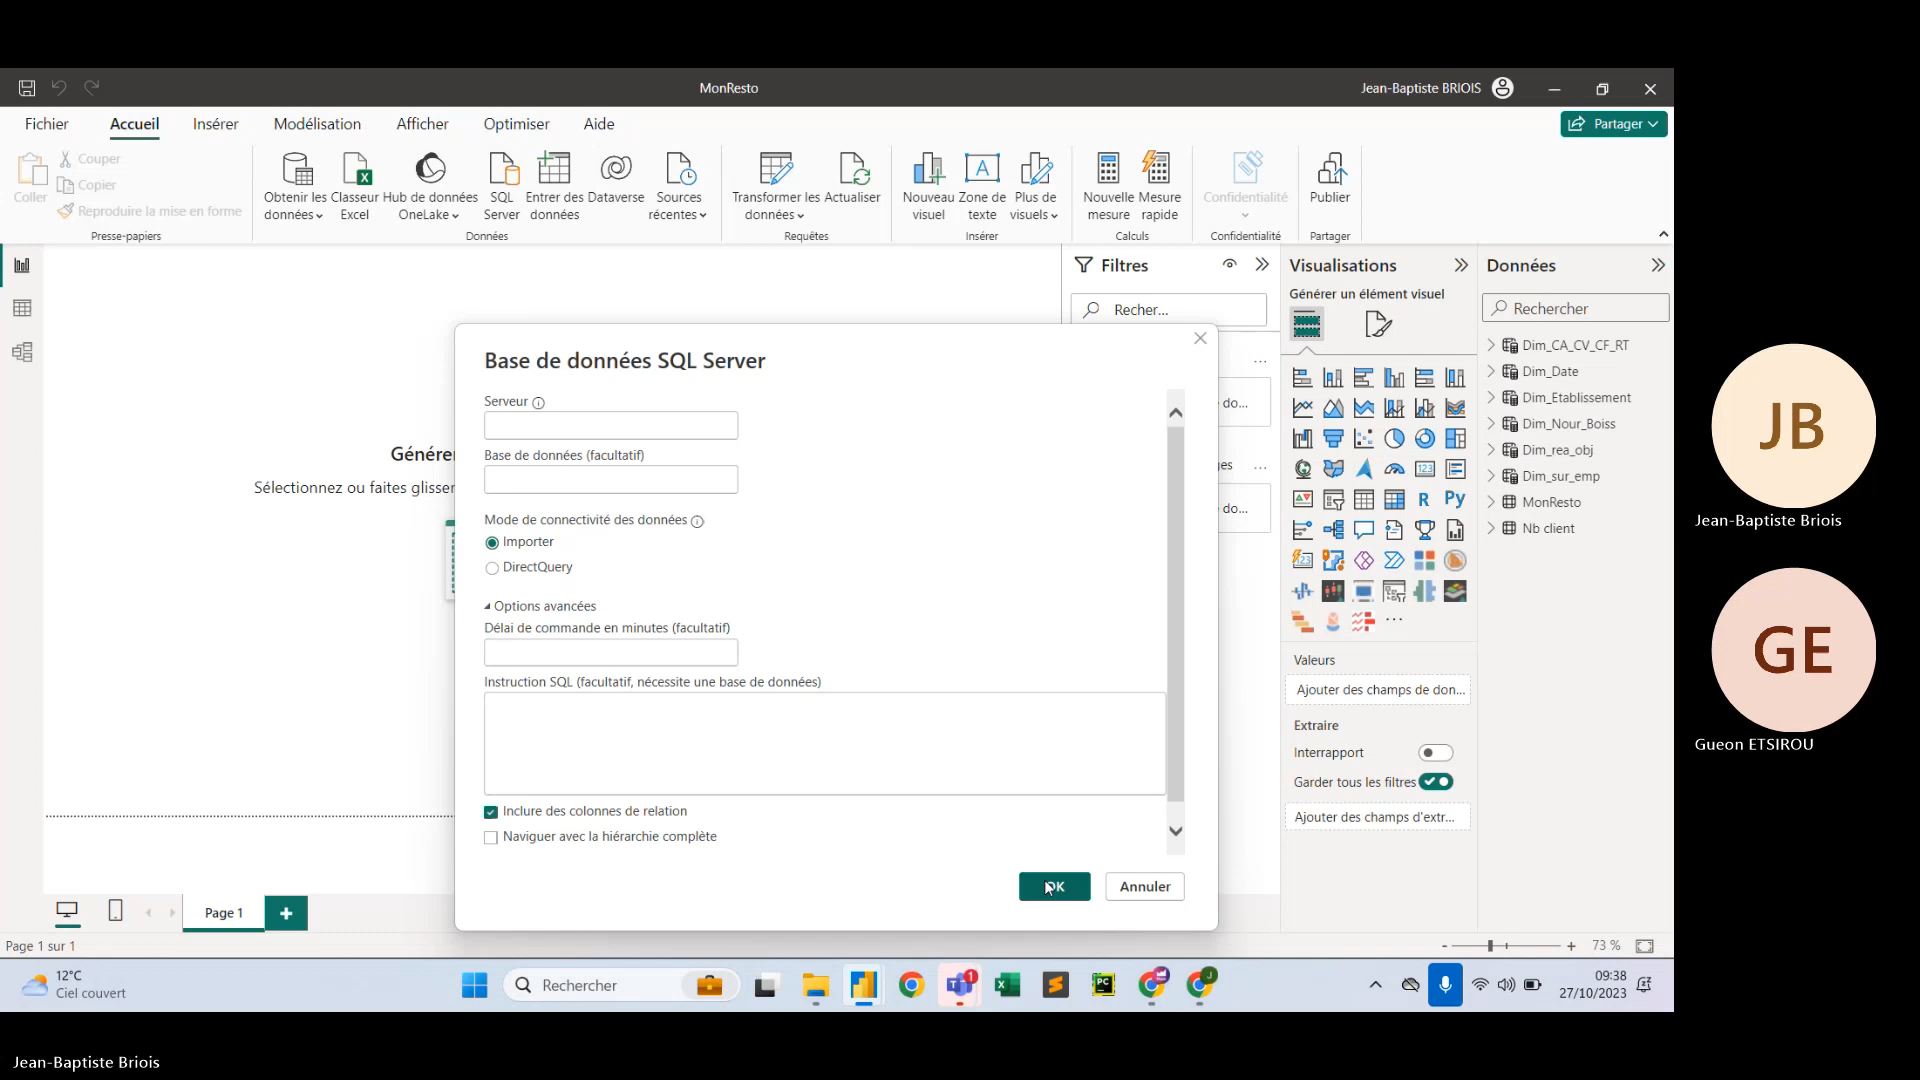 MonResto
Jean-Baptiste BRIOIS
Fichier
Accueil
Insérer
Modélisation
Afficher
Optimiser
Aide
Partager
Coller
Couper
Copier
Reproduire la mise en forme
Presse-papiers
Obtenir les données
Classeur Excel
Hub de données OneLake
SQL Server
Entrer des données
Dataverse
Sources récentes
Données
Transformer les données
Actualiser
Requêtes
Nouveau visuel
Zone de texte
Plus de visuels
Insérer
Nouvelle mesure
Mesure rapide
Calculs
Confidentialité
Confidentialité
Publier
Partager
Filtres
Recher...
do...
ges
do...
Visualisations
Générer un élément visuel
R
Py
123
Valeurs
Ajouter des champs de don...
Extraire
Interrapport
Garder tous les filtres
Ajouter des champs d'extr...
Données
Rechercher
Dim_CA_CV_CF_RT
Dim_Date
Dim_Etablissement
Dim_Nour_Boiss
Dim_rea_obj
Dim_sur_emp
MonResto
Nb client
Générer
Sélectionnez ou faites glisser
Base de données SQL Server
Serveur
Base de données (facultatif)
Mode de connectivité des données
Importer
DirectQuery
Options avancées
Délai de commande en minutes (facultatif)
Instruction SQL (facultatif, nécessite une base de données)
Inclure des colonnes de relation
Naviguer avec la hiérarchie complète
OK
Annuler
Page 1
Page 1 sur 1
73 %
12°C
Ciel couvert
Rechercher
09:38
27/10/2023
JB
Jean-Baptiste Briois
GE
Gueon ETSIROU
Jean-Baptiste Briois